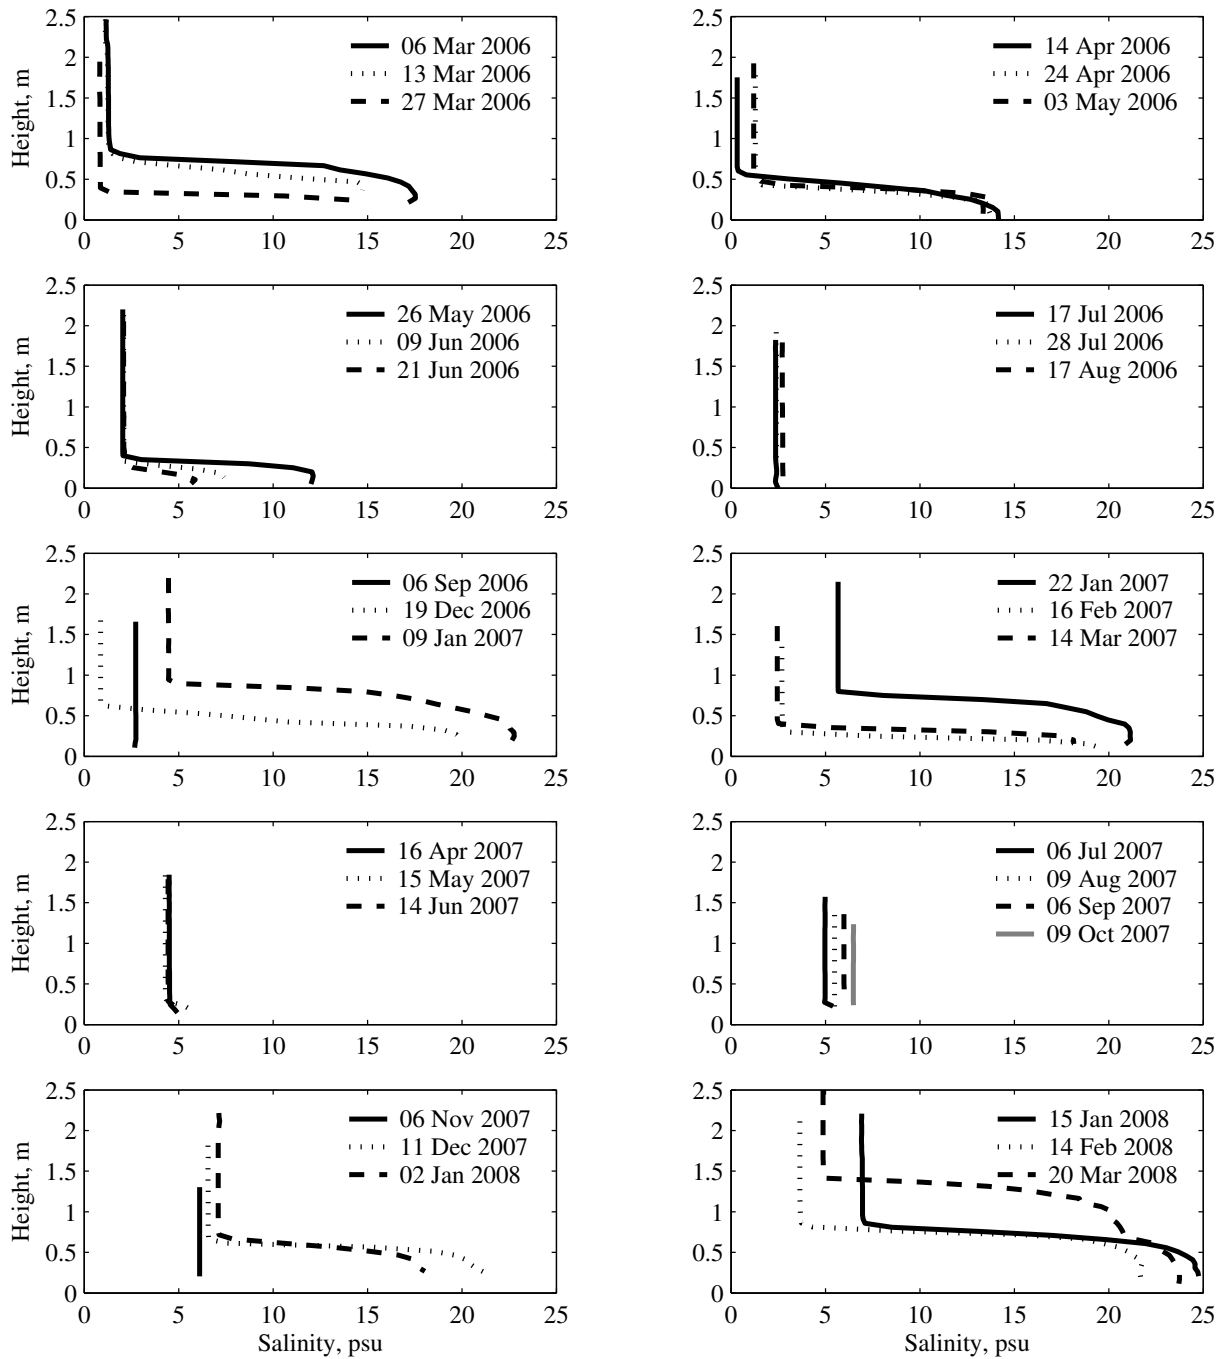 2.5
2
1.5
1
0.5
0
Height, m
06 Mar 2006
13 Mar 2006
27 Mar 2006
0 5 10 15 20 25
2.5
2
1.5
1
0.5
0
14 Apr 2006
24 Apr 2006
03 May 2006
0 5 10 15 20 25
2.5
2
1.5
1
0.5
0
Height, m
26 May 2006
09 Jun 2006
21 Jun 2006
0 5 10 15 20 25
2.5
2
1.5
1
0.5
0
17 Jul 2006
28 Jul 2006
17 Aug 2006
0 5 10 15 20 25
2.5
2
1.5
1
0.5
0
Height, m
06 Sep 2006
19 Dec 2006
09 Jan 2007
0 5 10 15 20 25
2.5
2
1.5
1
0.5
0
22 Jan 2007
16 Feb 2007
14 Mar 2007
0 5 10 15 20 25
2.5
2
1.5
1
0.5
0
Height, m
16 Apr 2007
15 May 2007
14 Jun 2007
0 5 10 15 20 25
2.5
2
1.5
1
0.5
0
06 Jul 2007
09 Aug 2007
06 Sep 2007
09 Oct 2007
0 5 10 15 20 25
2.5
2
1.5
1
0.5
0
Height, m
06 Nov 2007
11 Dec 2007
02 Jan 2008
0 5 10 15 20 25
Salinity, psu
2.5
2
1.5
1
0.5
0
15 Jan 2008
14 Feb 2008
20 Mar 2008
0 5 10 15 20 25
Salinity, psu